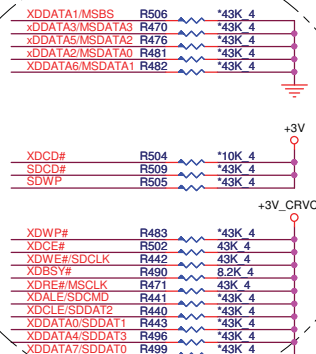 XDDATA1/MSBS R506 *43K_4
xDDATA3/MSDATA3 R470 *43K_4
xDDATA5/MSDATA2 R476 *43K_4
xDDATA2/MSDATA0 R481 *43K_4
XDDATA6/MSDATA1 R482 *43K_4
+3V
XDCD# R504 *10K_4
SDCD# R509 *43K_4
SDWP R505 *43K_4
+3V_CRVCC
XDWP# R483 *43K_4
XDCE# R502 43K_4
XDWE#/SDCLK R442 *43K_4
XDBSY# R490 8.2K_4
XDRE#/MSCLK R471 43K_4
XDALE/SDCMD R441 *43K_4
XDCLE/SDDAT2 R440 *43K_4
XDATA0/SDDAT1 R443 *43K_4
XDATA4/SDDAT3 R496 *43K_4
XDDATA7/SDDAT0 R499 *43K_4